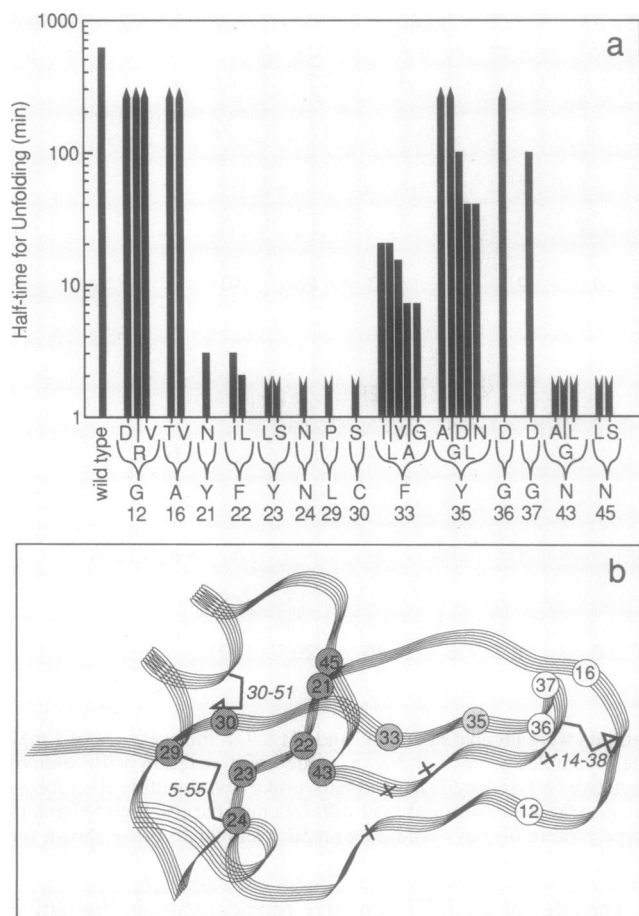 a
Half-time for Unfolding (min)
1000
100
10
1
wild type
D V T V N I L L S N P S I V G A D N D D A L L S
R L A G L G
G A Y F Y N L C F Y G G N N
12 16 21 22 23 24 29 30 33 35 36 37 43 45
b
45
21
16
37
30-51
30
35
36
33
29
22
14-38
23
43
5-55
12
24